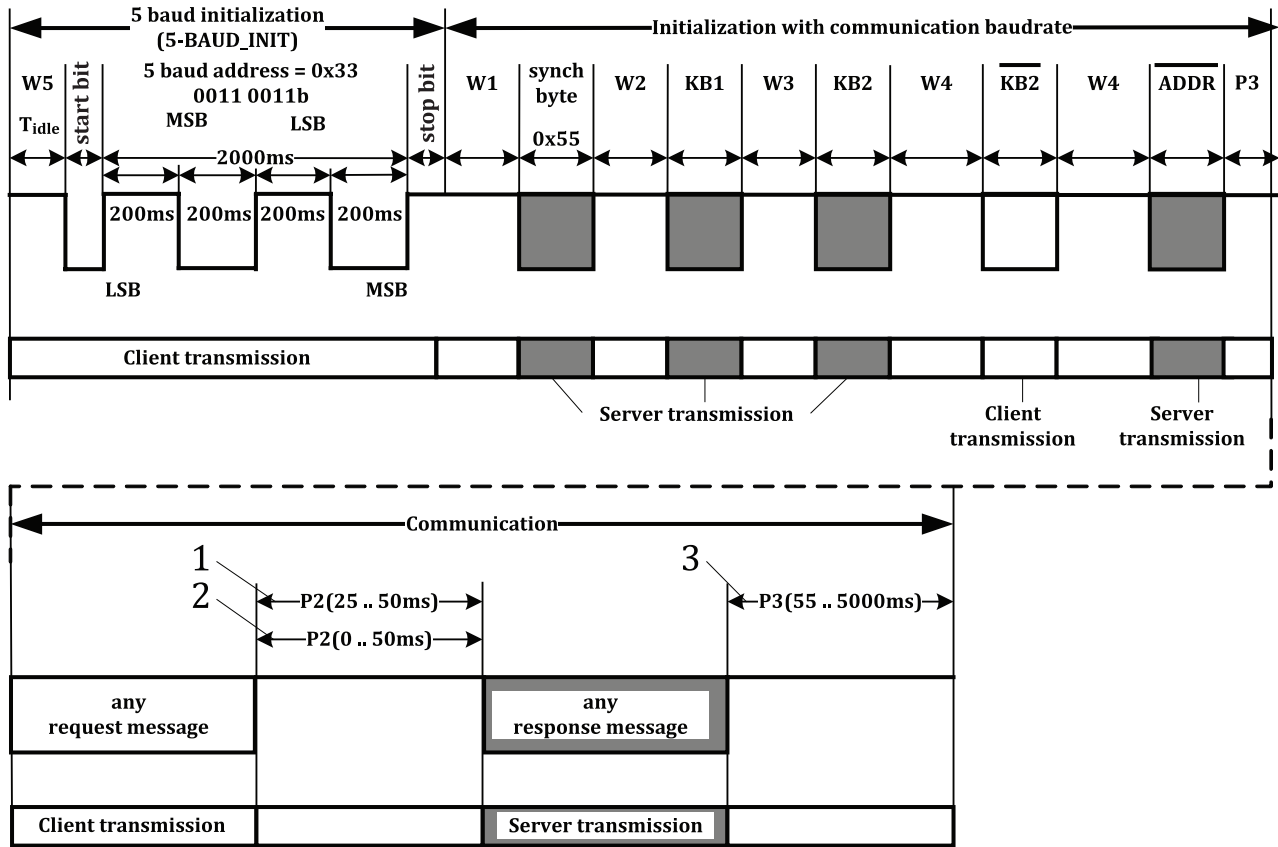 5 baud initialization
(5-BAUD_INIT)
Initialization with communication baudrate
W5
start bit
5 baud address = 0x33
0011 0011b
MSB
LSB
stop bit
W1
synch
byte
W2
KB1
W3
KB2
W4
K̅B̅2̅
W4
A̅D̅D̅R̅
P3
Tidle
0x55
2000ms
200ms
200ms
200ms
200ms
LSB
MSB
Client transmission
Server transmission
Client
transmission
Server
transmission
Communication
1
2
3
P2(25 .. 50ms)
P3(55 .. 5000ms)
P2(0 .. 50ms)
any
request message
any
response message
Client transmission
Server transmission